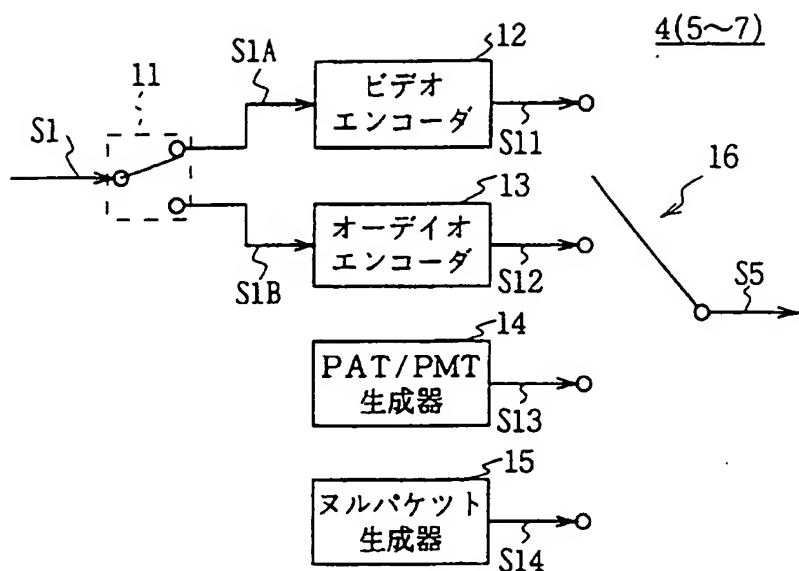 4(5～7)
12
S1A
ビデオ
エンコーダ
S11
11
S1
13
オーデイオ
エンコーダ
S1B
S12
16
S5
14
PAT/PMT
生成器
S13
15
ヌルパケツト
生成器
S14